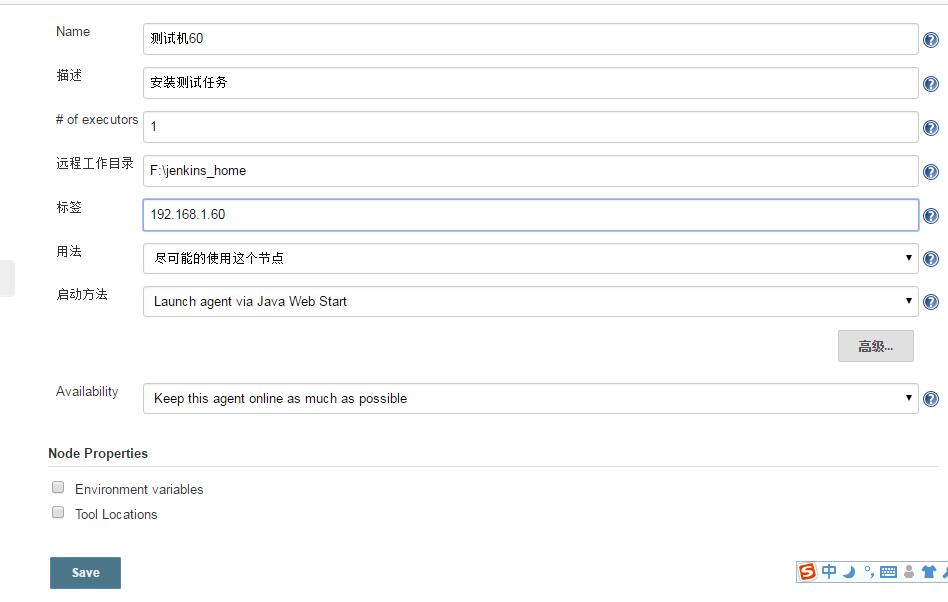 Name 测试机60
描述 安装测试任务
# of executors 1
远程工作目录 F:\jenkins_home
标签 192.168.1.60
用法 尽可能的使用这个节点
启动方法 Launch agent via Java Web Start
高级...
Availability Keep this agent online as much as possible
Node Properties
Environment variables
Tool Locations
Save
S 中